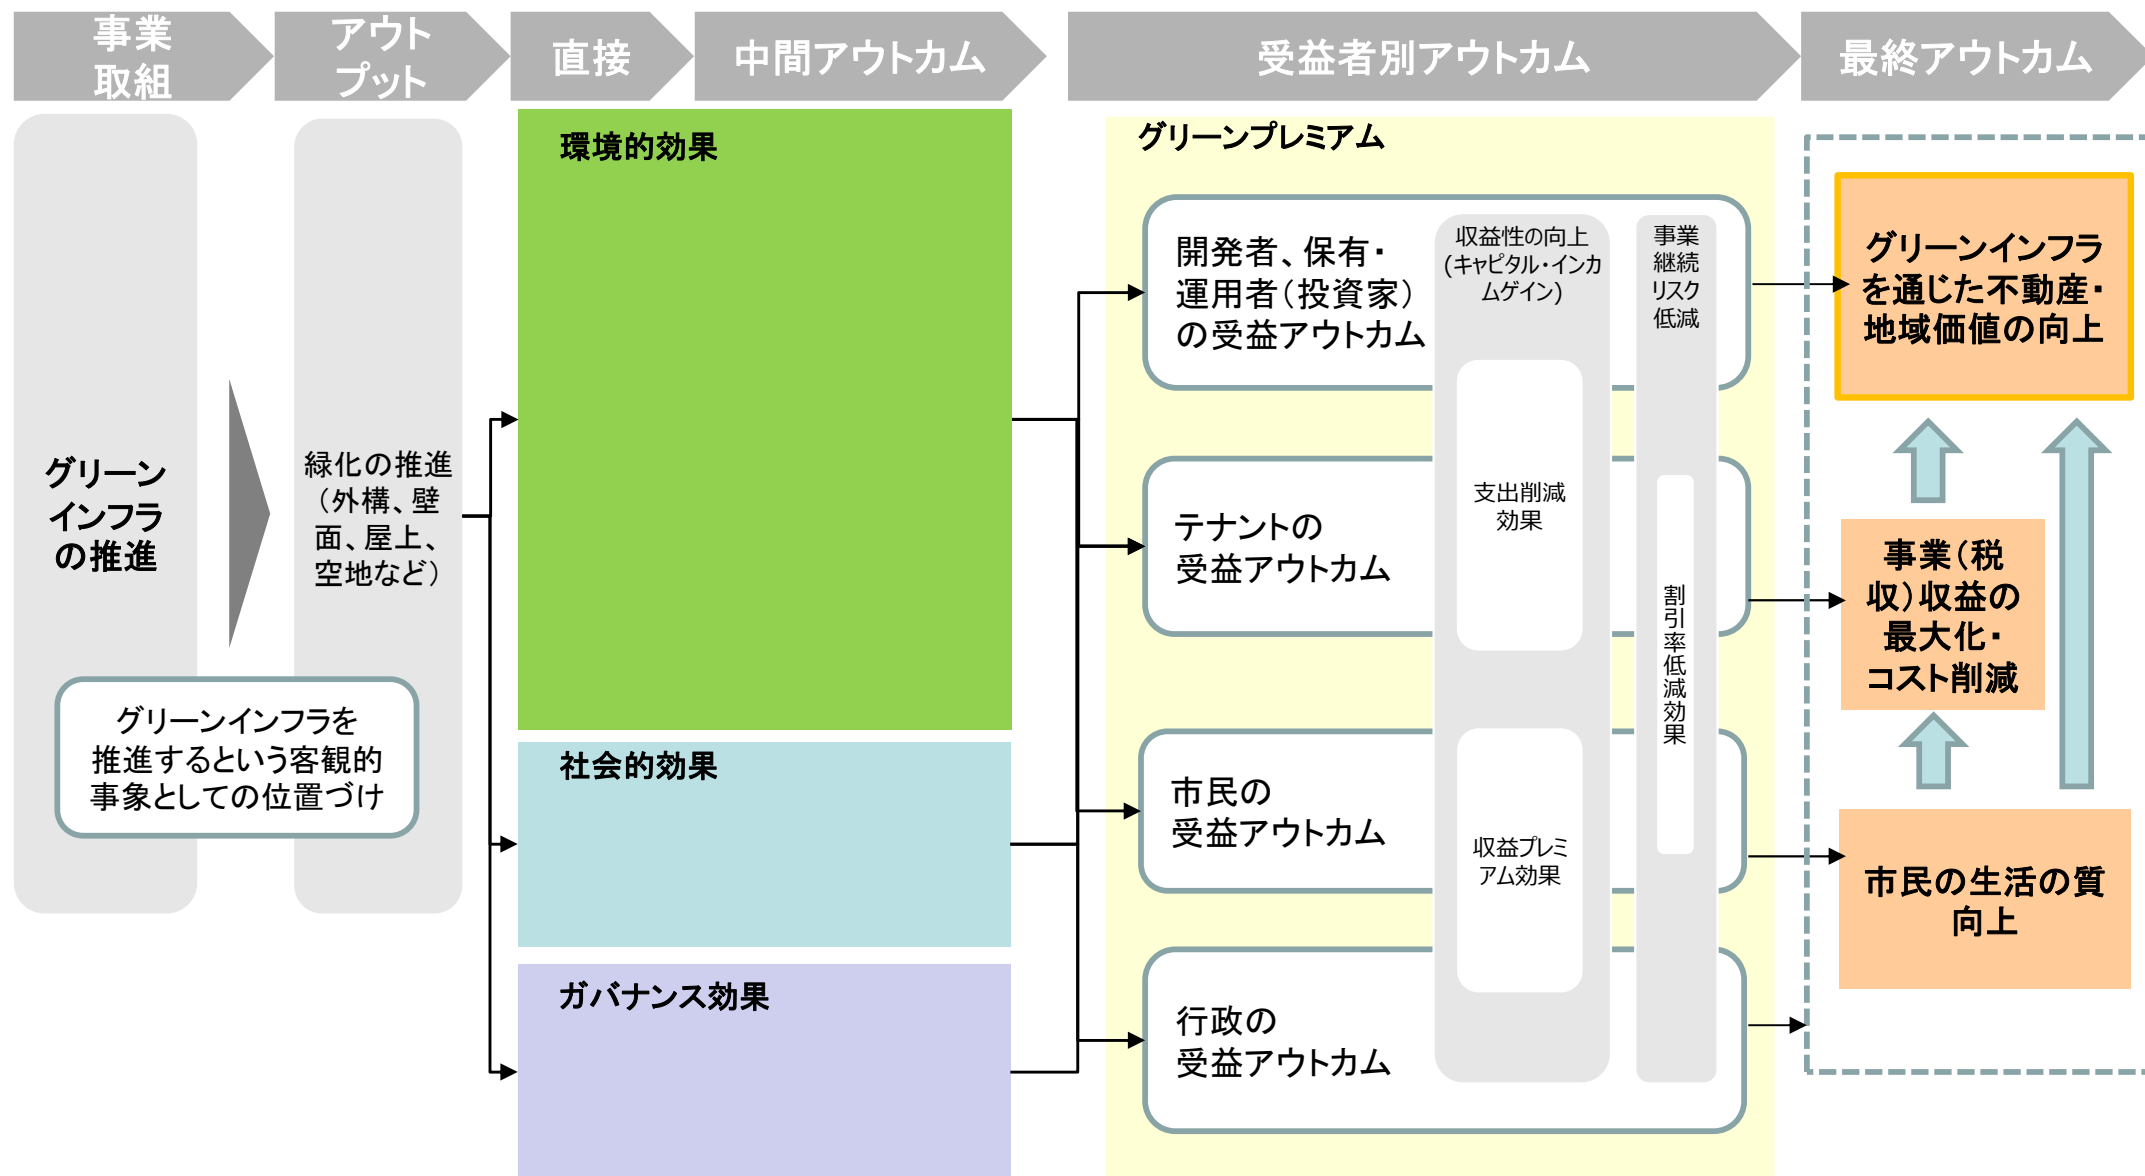 事業
取組
アウト
プット
直接
中間アウトカム
受益者別アウトカム
最終アウトカム
グリーン
インフラ
の推進
緑化の推進
（外構、壁
面、屋上、
空地など）
グリーンインフラを
推進するという客観的
事象としての位置づけ
環境的効果
社会的効果
ガバナンス効果
グリーンプレミアム
開発者、保有・
運用者（投資家）
の受益アウトカム
テナントの
受益アウトカム
市民の
受益アウトカム
行政の
受益アウトカム
収益性の向上
(キャピタル・インカ
ムゲイン)
支出削減
効果
収益プレミ
アム効果
事業
継続
リスク
低減
割引率低減効果
グリーンインフラ
を通じた不動産・
地域価値の向上
事業（税
収）収益の
最大化・
コスト削減
市民の生活の質
向上